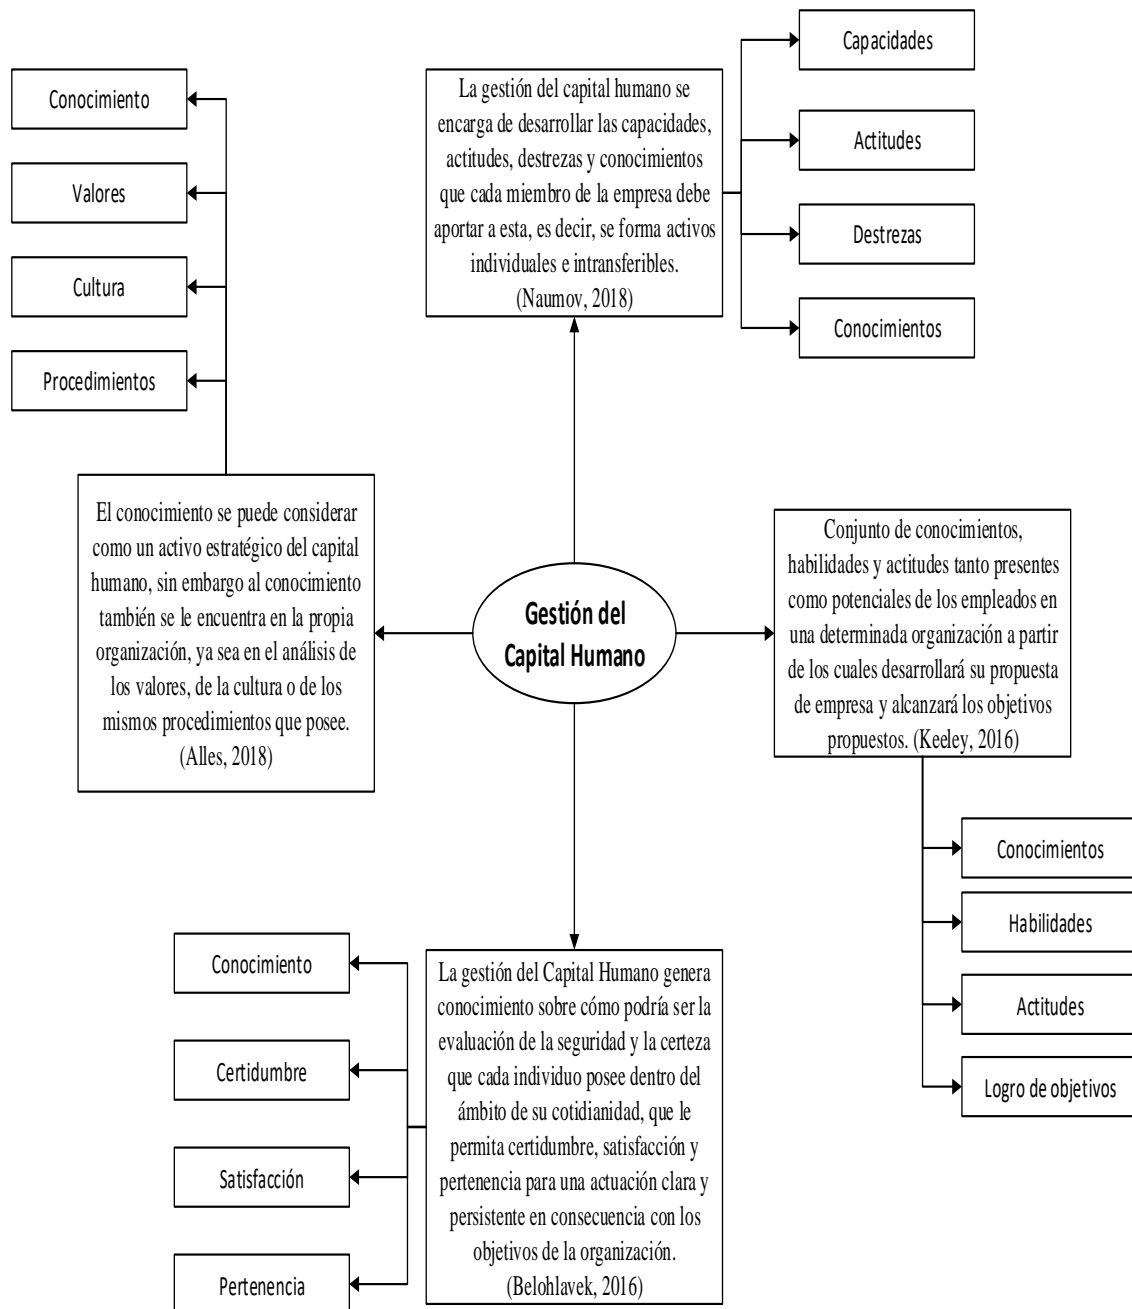 Capacidades
Actitudes
Destrezas
Conocimientos
La gestión del capital humano se
encarga de desarrollar las capacidades,
actitudes, destrezas y conocimientos
que cada miembro de la empresa debe
aportar a esta, es decir, se forma activos
individuales e intransferibles.
(Naumov, 2018)
Conocimiento
Valores
Cultura
Procedimientos
El conocimiento se puede considerar
como un activo estratégico del capital
humano, sin embargo al conocimiento
también se le encuentra en la propia
organización, ya sea en el análisis de
los valores, de la cultura o de los
mismos procedimientos que posee.
(Alles, 2018)
Gestión del
Capital Humano
Conjunto de conocimientos,
habilidades y actitudes tanto presentes
como potenciales de los empleados en
una determinada organización a partir
de los cuales desarrollará su propuesta
de empresa y alcanzará los objetivos
propuestos. (Keeley, 2016)
Conocimientos
Habilidades
Actitudes
Logro de objetivos
Conocimiento
Certidumbre
Satisfacción
Pertenencia
La gestión del Capital Humano genera
conocimiento sobre cómo podría ser la
evaluación de la seguridad y la certeza
que cada individuo posee dentro del
ámbito de su cotidianidad, que le
permita certidumbre, satisfacción y
pertenencia para una actuación clara y
persistente en consecuencia con los
objetivos de la organización.
(Belohlavek, 2016)